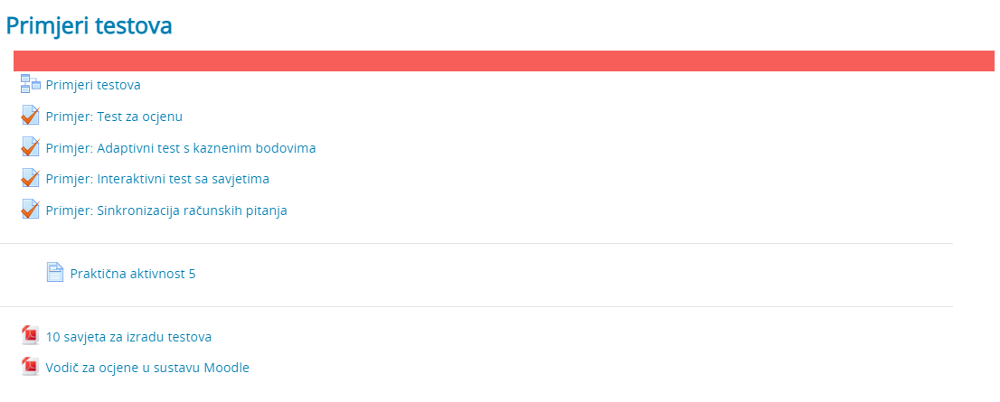 Primjeri testova
Primjeri testova
Primjer: Test za ocjenu
Primjer: Adaptivni test s kaznenim bodovima
Primjer: Interaktivni test sa savjetima
Primjer: Sinkronizacija računskih pitanja
Praktična aktivnost 5
10 savjeta za izradu testova
Vodič za ocjene u sustavu Moodle